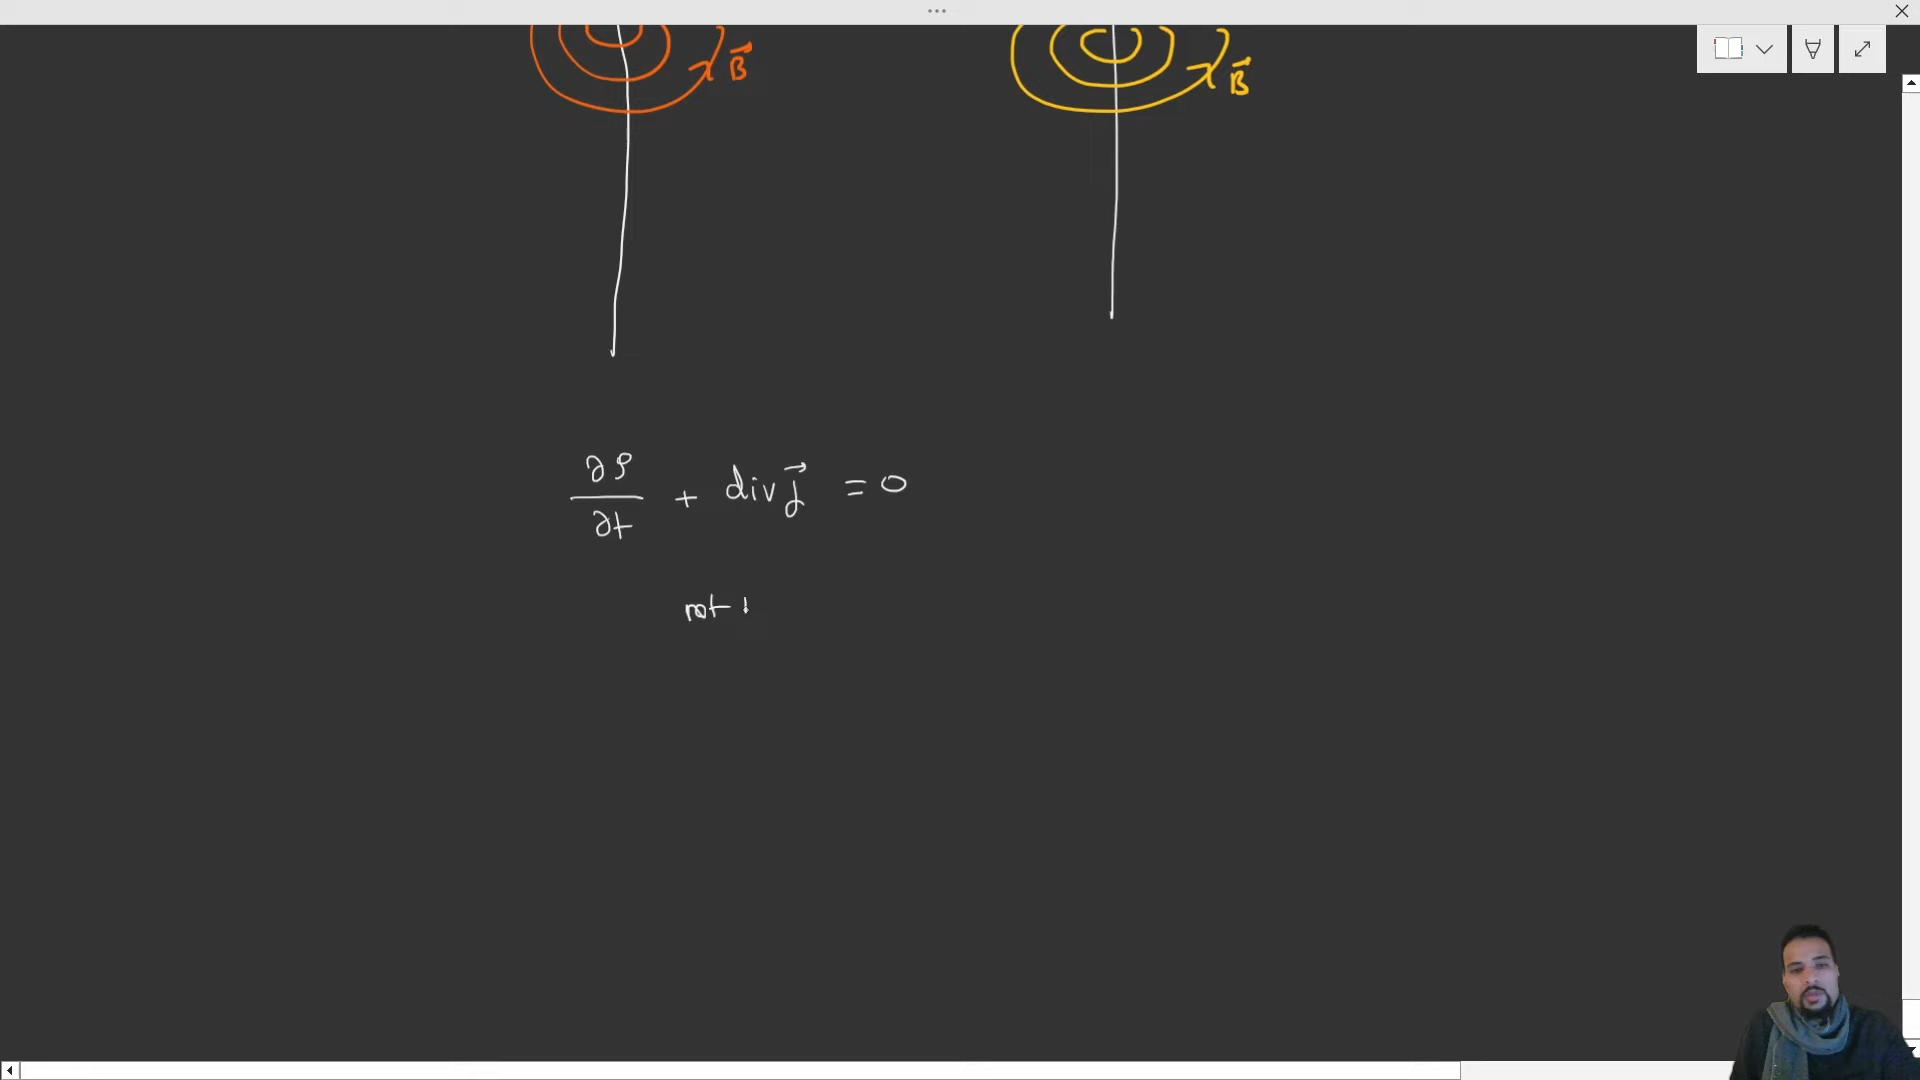 B⃗ B⃗
∂ρ/∂t + div j⃗ = 0
rot